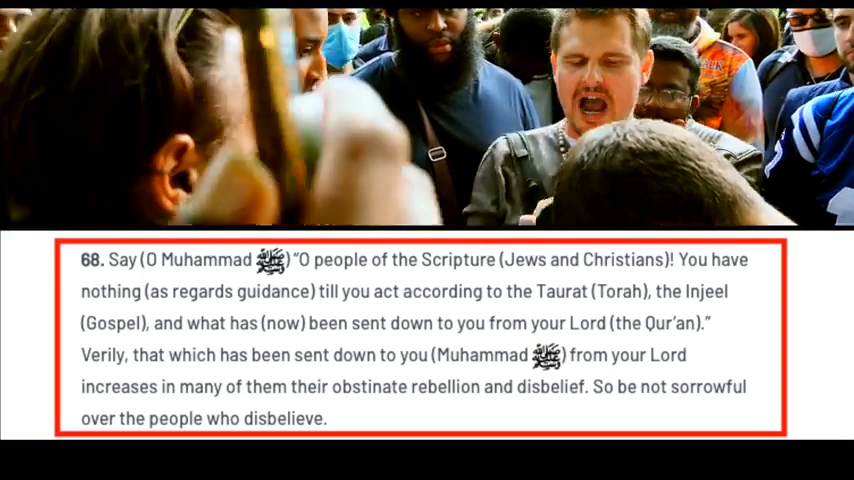 68. Say (O Muhammad ﷺ) “O people of the Scripture (Jews and Christians)! You have
nothing (as regards guidance) till you act according to the Taurat (Torah), the Injeel
(Gospel), and what has (now) been sent down to you from your Lord (the Qur’an).”
Verily, that which has been sent down to you (Muhammad ﷺ) from your Lord
increases in many of them their obstinate rebellion and disbelief. So be not sorrowful
over the people who disbelieve.